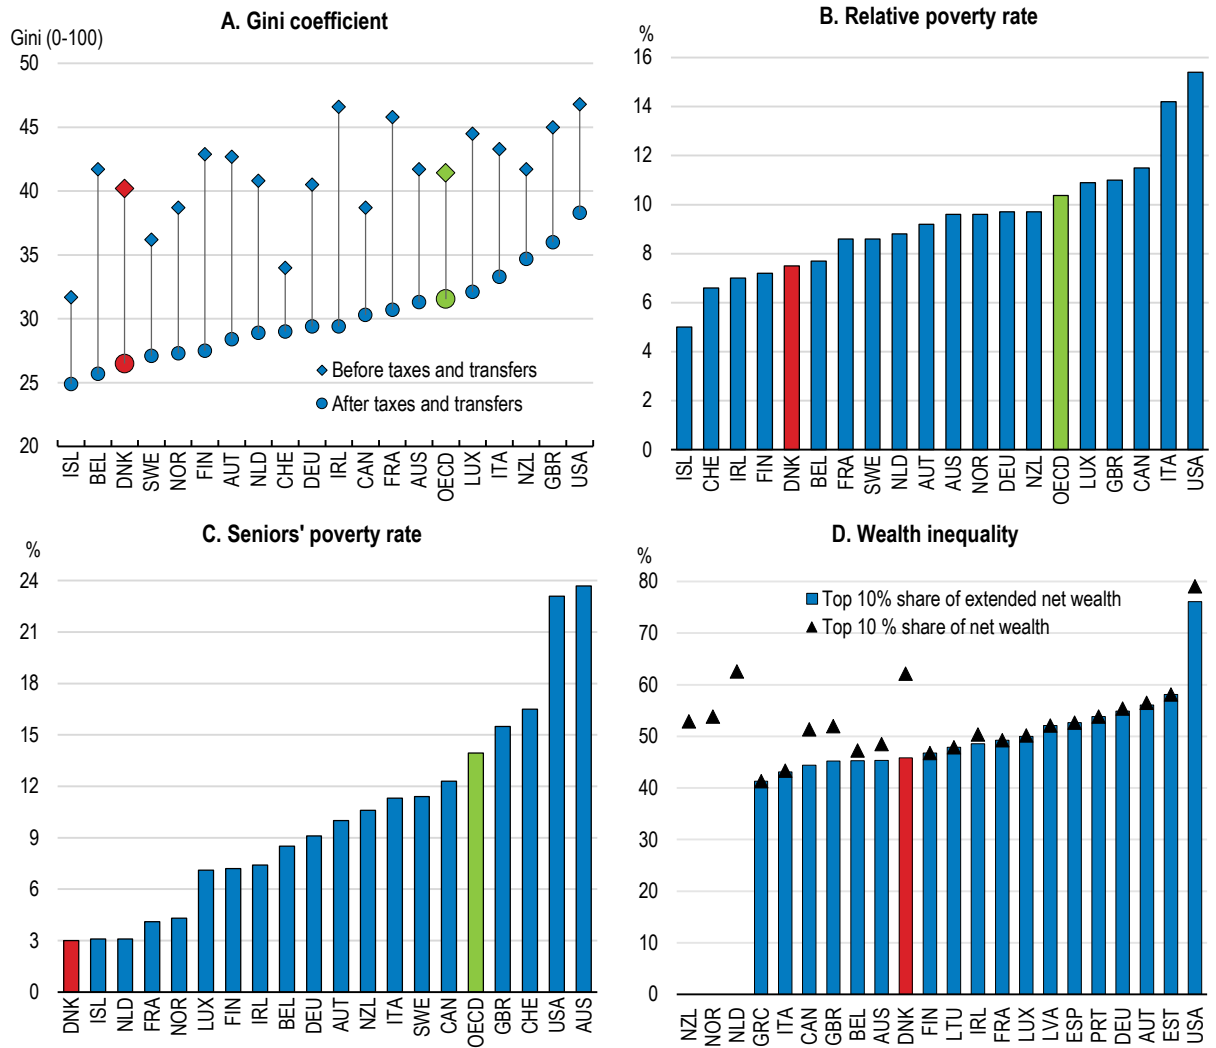 A. Gini coefficient
Gini (0-100)
50
45
40
35
30
25
20
Before taxes and transfers
After taxes and transfers
ISL BEL DNK SWE NOR FIN AUT NLD CHE DEU IRL CAN FRA AUS OECD LUX ITA NZL GBR USA
B. Relative poverty rate
%
16
14
12
10
8
6
4
2
0
ISL CHE IRL FIN DNK BEL FRA SWE NLD AUT AUS NOR DEU NZL OECD LUX GBR CAN ITA USA
C. Seniors' poverty rate
%
24
21
18
15
12
9
6
3
0
DNK ISL NLD FRA NOR LUX FIN IRL BEL DEU AUT NZL ITA SWE CAN OECD GBR CHE USA AUS
D. Wealth inequality
%
80
70
60
50
40
30
20
10
0
Top 10% share of extended net wealth
Top 10 % share of net wealth
NZL NOR NLD GRC ITA CAN GBR BEL AUS DNK FIN LTU IRL FRA LUX LVA ESP PRT DEU AUT EST USA